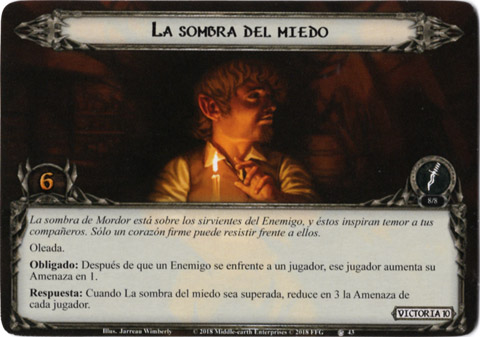 La sombra del miedo
6
8/8
La sombra de Mordor está sobre los sirvientes del Enemigo, y éstos inspiran temor a tus
compañeros. Sólo un corazón firme puede resistir frente a ellos.
Oleada.
Obligado: Después de que un Enemigo se enfrente a un jugador, ese jugador aumenta su
Amenaza en 1.
Respuesta: Cuando La sombra del miedo sea superada, reduce en 3 la Amenaza de
cada jugador.
Victoria 10
Illus. Jarreau Wimberly © 2018 Middle-earth Enterprises © 2018 FFG 43